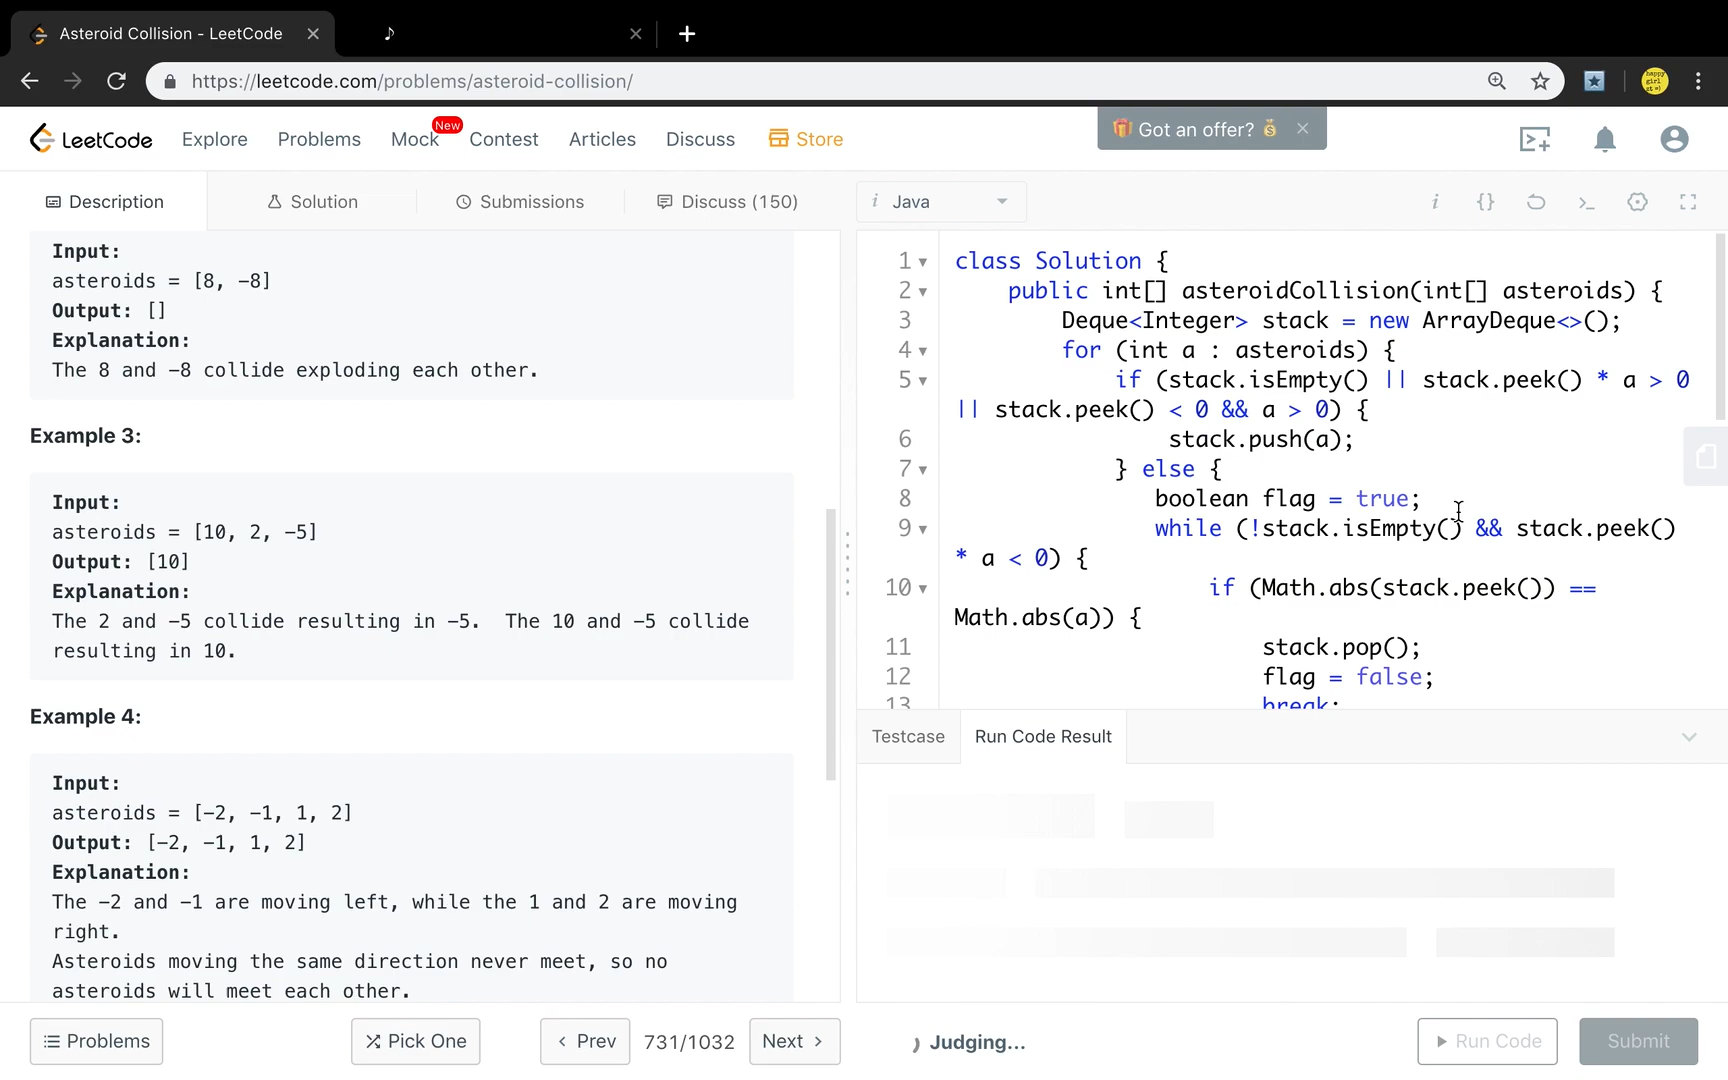 Asteroid Collision - LeetCode
♪
https://leetcode.com/problems/asteroid-collision/
happy girl st =)
LeetCode
Explore
Problems
Mock
New
Contest
Articles
Discuss
Store
Got an offer?
Description
Solution
Submissions
Discuss (150)
i Java
Input:
asteroids = [8, -8]
Output: []
Explanation:
The 8 and -8 collide exploding each other.
Example 3:
Input:
asteroids = [10, 2, -5]
Output: [10]
Explanation:
The 2 and -5 collide resulting in -5.  The 10 and -5 collide
resulting in 10.
Example 4:
Input:
asteroids = [-2, -1, 1, 2]
Output: [-2, -1, 1, 2]
Explanation:
The -2 and -1 are moving left, while the 1 and 2 are moving
right.
Asteroids moving the same direction never meet, so no
asteroids will meet each other.
1 class Solution {
2 public int[] asteroidCollision(int[] asteroids) {
3 Deque<Integer> stack = new ArrayDeque<>();
4 for (int a : asteroids) {
5 if (stack.isEmpty() || stack.peek() * a > 0
|| stack.peek() < 0 && a > 0) {
6 stack.push(a);
7 } else {
8 boolean flag = true;
9 while (!stack.isEmpty() && stack.peek()
* a < 0) {
10 if (Math.abs(stack.peek()) ==
Math.abs(a)) {
11 stack.pop();
12 flag = false;
13 break;
Testcase
Run Code Result
Problems
Pick One
Prev
731/1032
Next
Judging...
Run Code
Submit